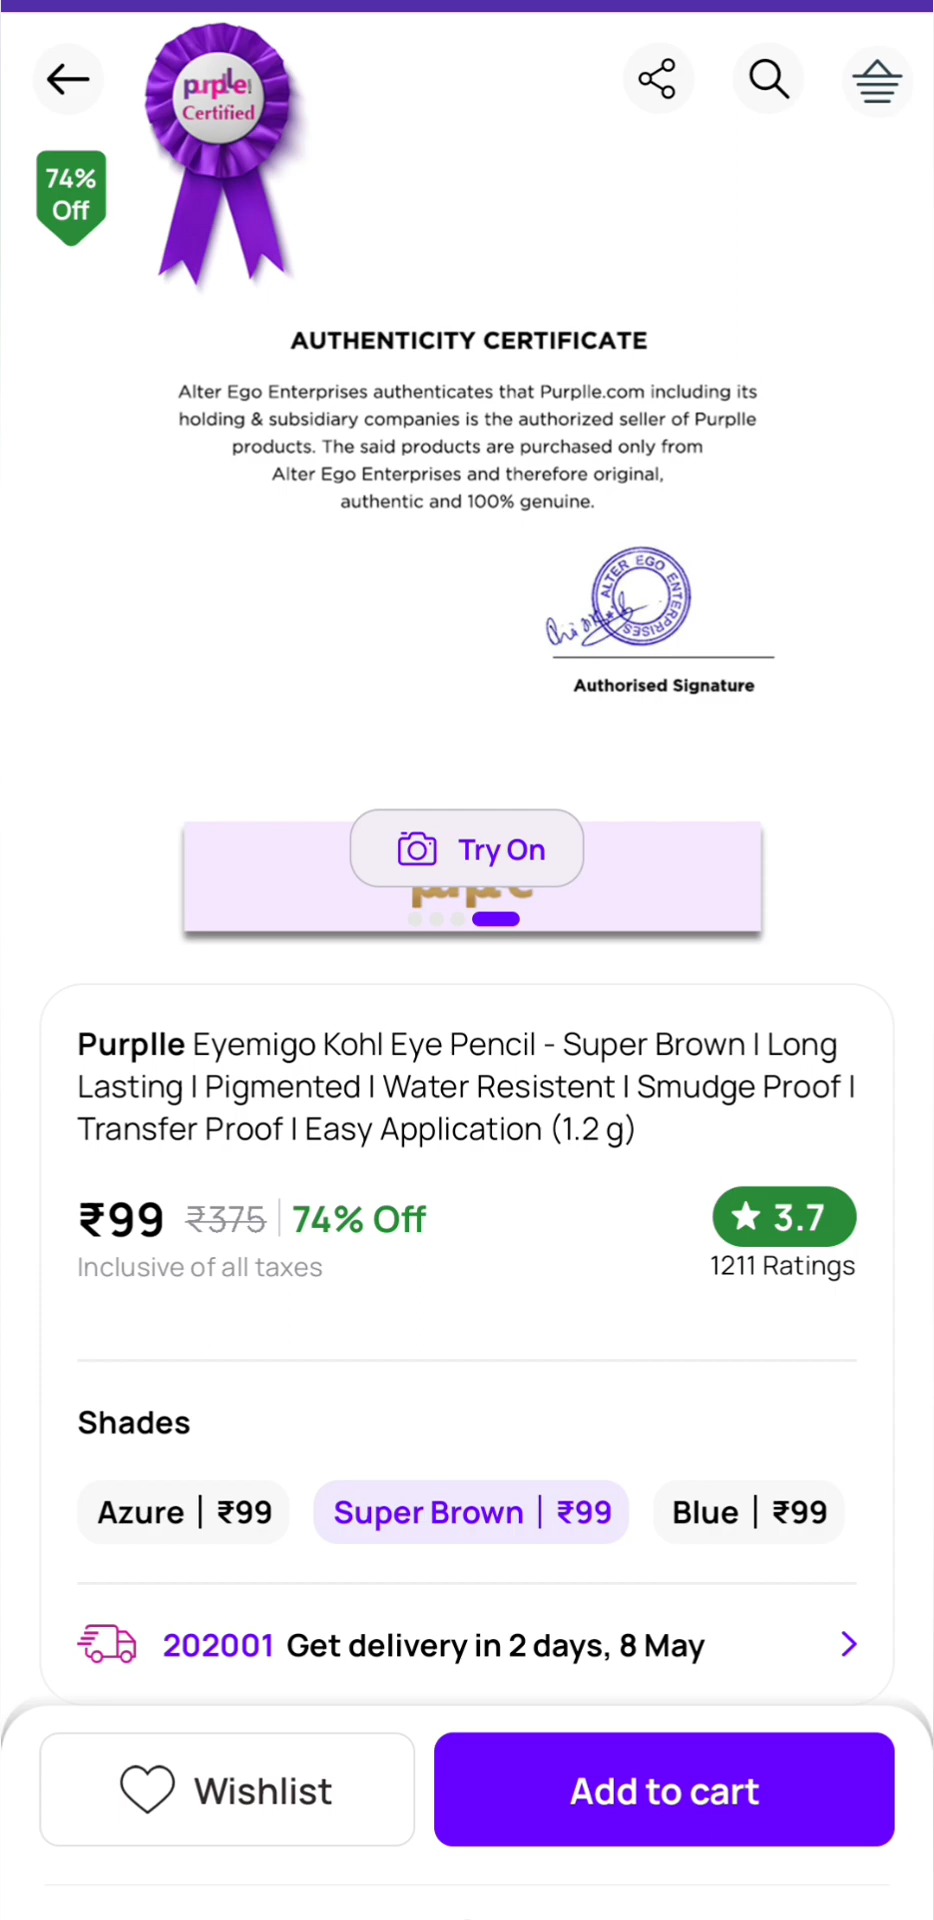 purplle
Certified
74%
Off
AUTHENTICITY CERTIFICATE
Alter Ego Enterprises authenticates that Purplle.com including its
holding & subsidiary companies is the authorized seller of Purplle
products. The said products are purchased only from
Alter Ego Enterprises and therefore original,
authentic and 100% genuine.
ALTER EGO ENTERPRISES
Authorised Signature
Try On
Purplle Eyemigo Kohl Eye Pencil - Super Brown | Long
Lasting | Pigmented | Water Resistent | Smudge Proof |
Transfer Proof | Easy Application (1.2 g)
₹99 ₹375 74% Off
3.7
Inclusive of all taxes
1211 Ratings
Shades
Azure | ₹99
Super Brown | ₹99
Blue | ₹99
202001 Get delivery in 2 days, 8 May
Wishlist
Add to cart